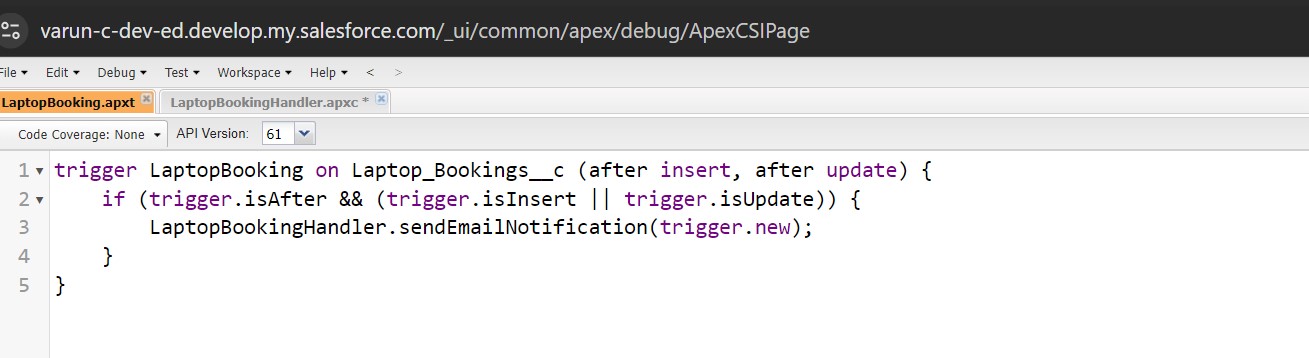 varun-c-dev-ed.develop.my.salesforce.com/_ui/common/apex/debug/ApexCSIPage
File Edit Debug Test Workspace Help < >
LaptopBooking.apxt LaptopBookingHandler.apxc *
Code Coverage: None API Version: 61
1 trigger LaptopBooking on Laptop_Bookings__c (after insert, after update) {
2 if (trigger.isAfter && (trigger.isInsert || trigger.isUpdate)) {
3 LaptopBookingHandler.sendEmailNotification(trigger.new);
4 }
5 }